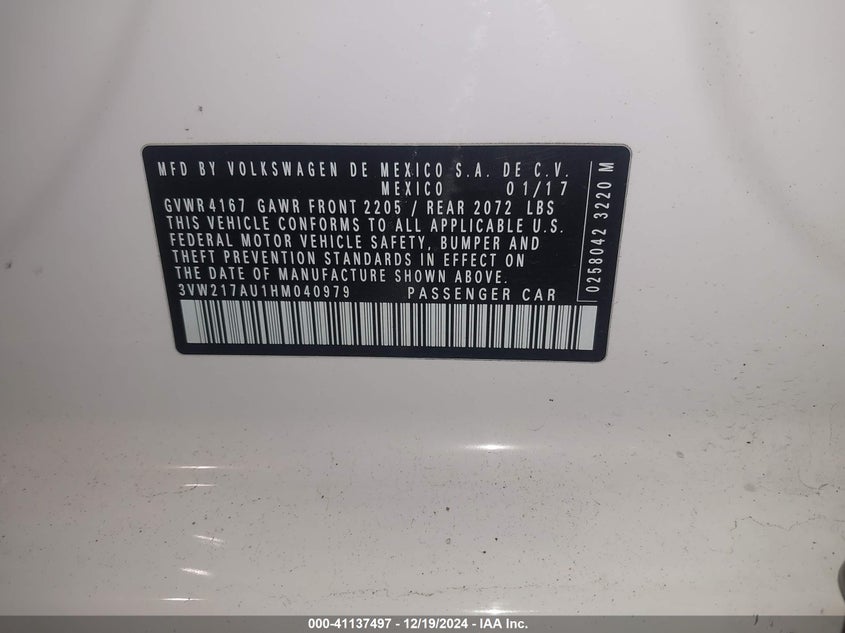 MFD BY VOLKSWAGEN DE MEXICO S.A. DE C.V.
MEXICO 01/17
GVWR 4167 GAWR FRONT 2205 / REAR 2072 LBS
THIS VEHICLE CONFORMS TO ALL APPLICABLE U.S.
FEDERAL MOTOR VEHICLE SAFETY, BUMPER AND
THEFT PREVENTION STANDARDS IN EFFECT ON
THE DATE OF MANUFACTURE SHOWN ABOVE.
3VW217AU1HM040979 PASSENGER CAR
0258042 3220 M
000-41137497 - 12/19/2024 - IAA Inc.